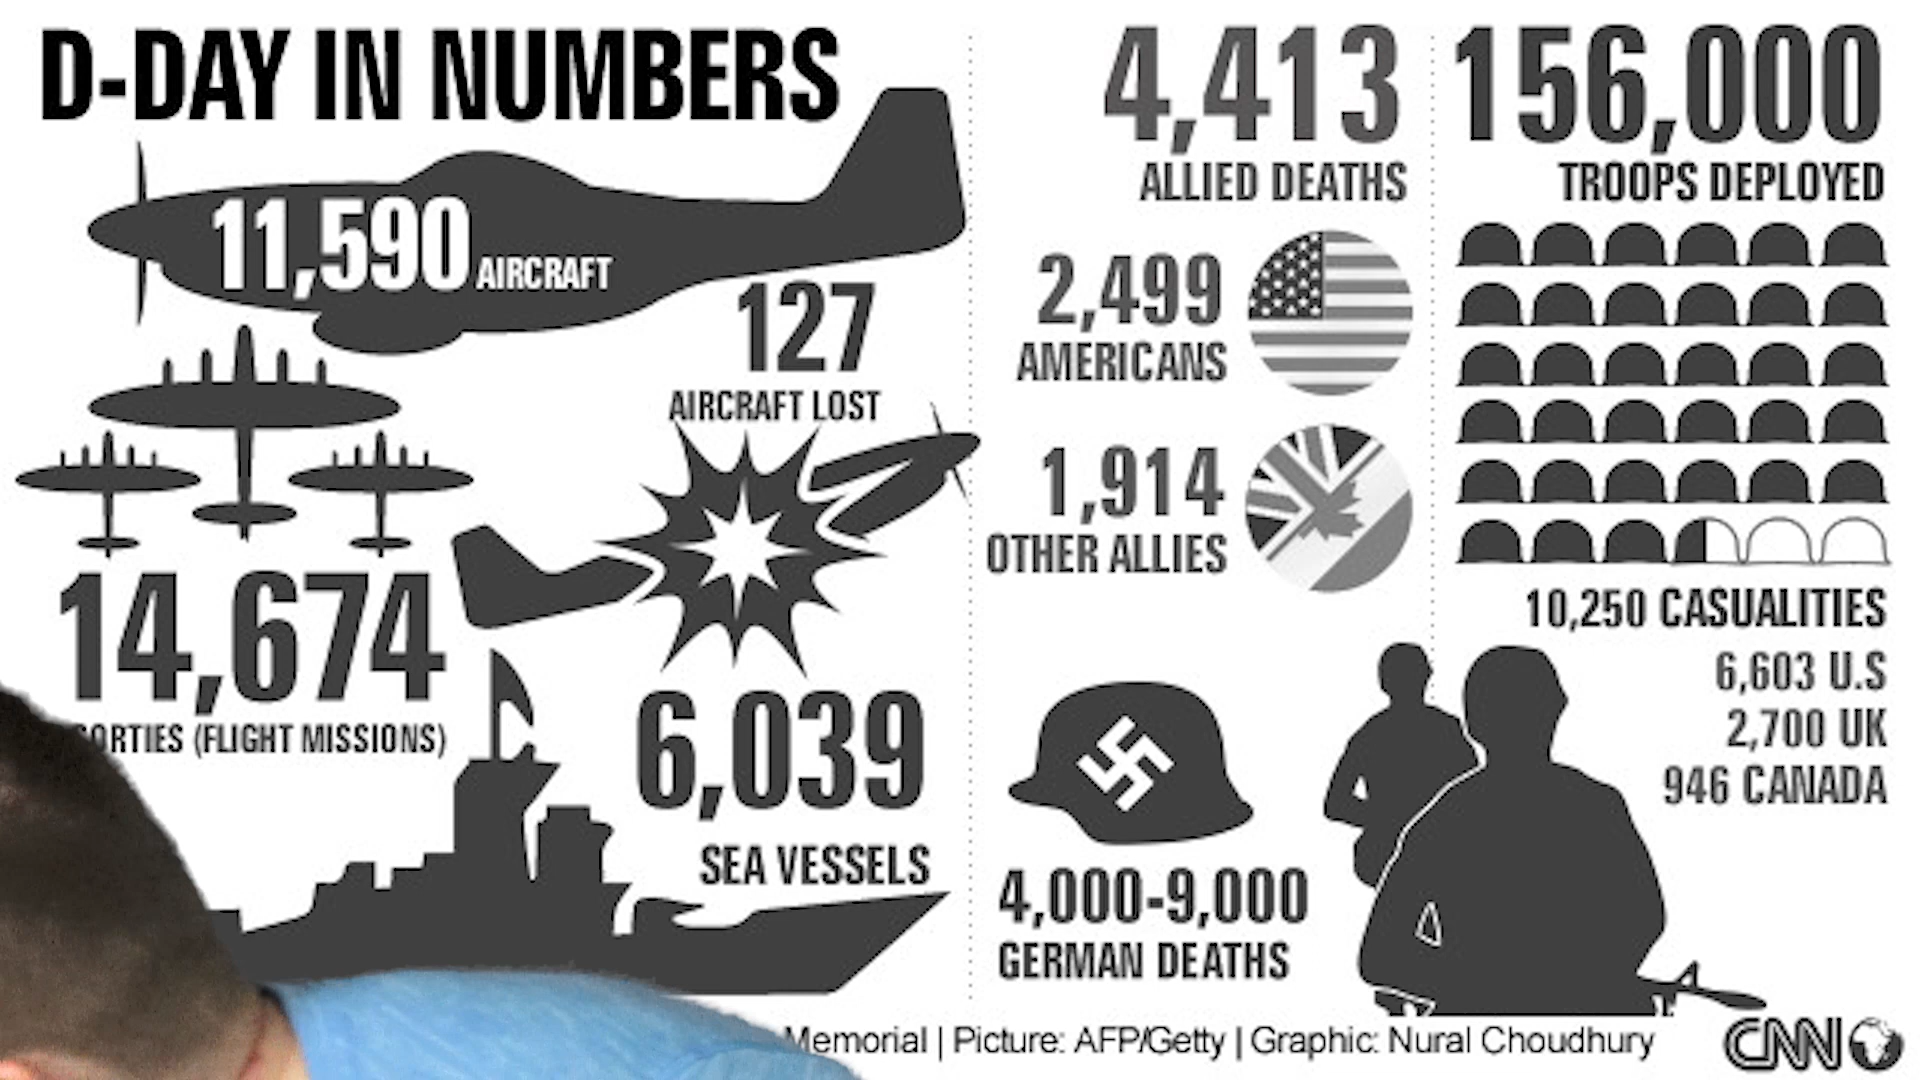 D-DAY IN NUMBERS
11,590 AIRCRAFT
127
AIRCRAFT LOST
14,674
ORTIES (FLIGHT MISSIONS)
6,039
SEA VESSELS
4,413
ALLIED DEATHS
2,499
AMERICANS
1,914
OTHER ALLIES
4,000-9,000
GERMAN DEATHS
156,000
TROOPS DEPLOYED
10,250 CASUALITIES
6,603 U.S
2,700 UK
946 CANADA
Memorial | Picture: AFP/Getty | Graphic: Nural Choudhury
CNN